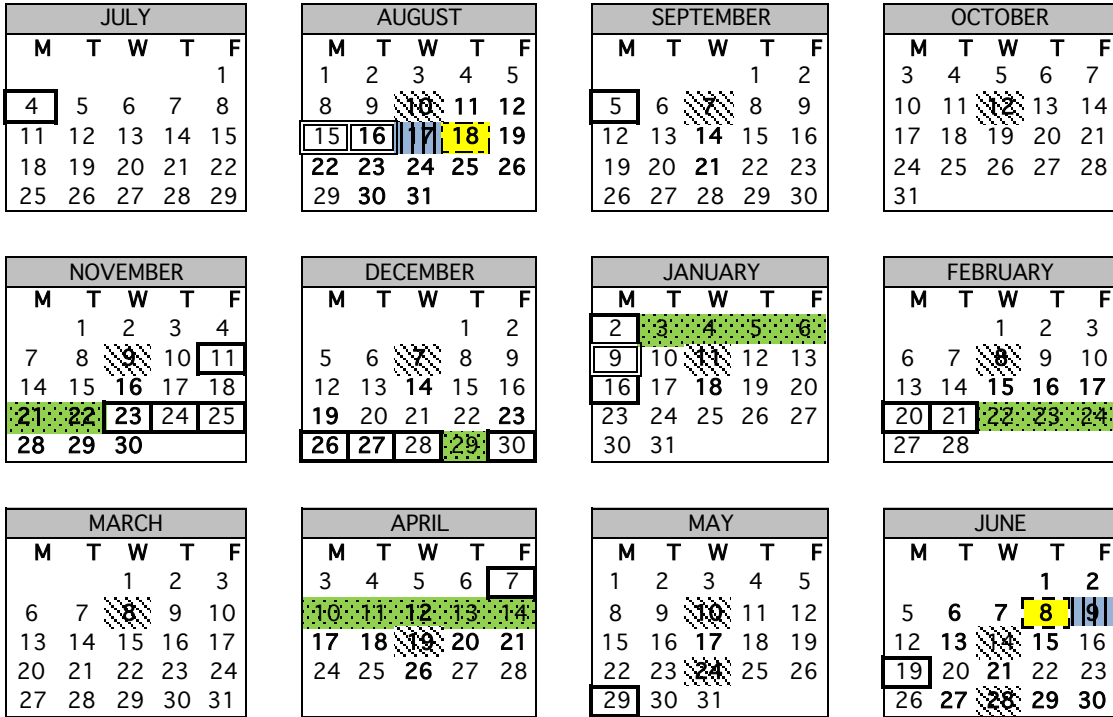 JULY
M T W T F
1
4 5 6 7 8
11 12 13 14 15
18 19 20 21 22
25 26 27 28 29
AUGUST
M T W T F
1 2 3 4 5
8 9 10 11 12
15 16 17 18 19
22 23 24 25 26
29 30 31
SEPTEMBER
M T W T F
1 2
5 6 7 8 9
12 13 14 15 16
19 20 21 22 23
26 27 28 29 30
OCTOBER
M T W T F
3 4 5 6 7
10 11 12 13 14
17 18 19 20 21
24 25 26 27 28
31
NOVEMBER
M T W T F
1 2 3 4
7 8 9 10 11
14 15 16 17 18
21 22 23 24 25
28 29 30
DECEMBER
M T W T F
1 2
5 6 7 8 9
12 13 14 15 16
19 20 21 22 23
26 27 28 29 30
JANUARY
M T W T F
2 3 4 5 6
9 10 11 12 13
16 17 18 19 20
23 24 25 26 27
30 31
FEBRUARY
M T W T F
1 2 3
6 7 8 9 10
13 14 15 16 17
20 21 22 23 24
27 28
MARCH
M T W T F
1 2 3
6 7 8 9 10
13 14 15 16 17
20 21 22 23 24
27 28 29 30 31
APRIL
M T W T F
3 4 5 6 7
10 11 12 13 14
17 18 19 20 21
24 25 26 27 28
MAY
M T W T F
1 2 3 4 5
8 9 10 11 12
15 16 17 18 19
22 23 24 25 26
29 30 31
JUNE
M T W T F
1 2
5 6 7 8 9
12 13 14 15 16
19 20 21 22 23
26 27 28 29 30